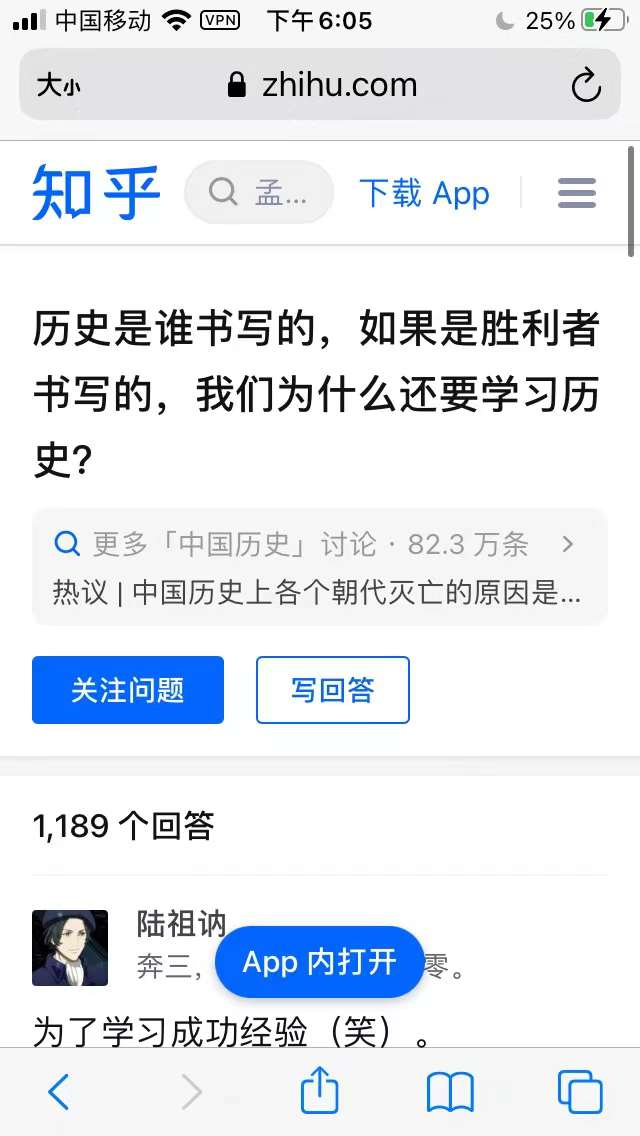 中国移动 VPN 下午6:05 25%
大小 zhihu.com
知乎 孟... 下载 App
历史是谁书写的，如果是胜利者
书写的，我们为什么还要学习历
史?
更多「中国历史」讨论 · 82.3 万条
热议 | 中国历史上各个朝代灭亡的原因是...
关注问题 写回答
1,189 个回答
陆祖讷
奔三， 零。
App 内打开
为了学习成功经验（笑）。